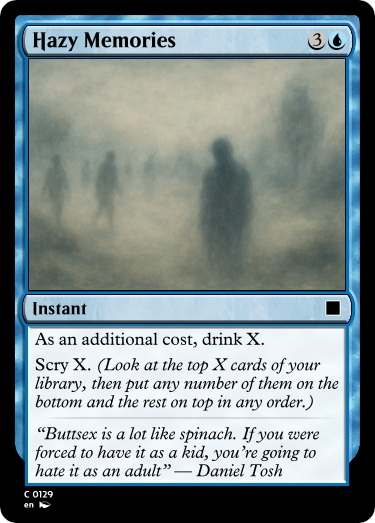 Hazy Memories 3
Instant
As an additional cost, drink X.
Scry X. (Look at the top X cards of your
library, then put any number of them on the
bottom and the rest on top in any order.)
“Buttsex is a lot like spinach. If you were
forced to have it as a kid, you’re going to
hate it as an adult” — Daniel Tosh
C 0129
en